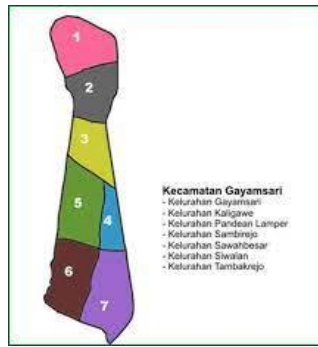 1
2
3
4
5
6
7
Kecamatan Gayamsari
- Kelurahan Gayamsari
- Kelurahan Kaligawe
- Kelurahan Pandean Lamper
- Kelurahan Sambirejo
- Kelurahan Sawahbesar
- Kelurahan Siwalan
- Kelurahan Tambakrejo